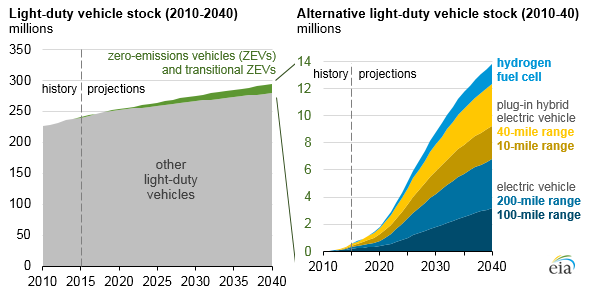 Light-duty vehicle stock (2010-2040)
millions
350
300
250
200
150
100
50
0
zero-emissions vehicles (ZEVs)
and transitional ZEVs
history
projections
other
light-duty
vehicles
2010 2015 2020 2025 2030 2035 2040
Alternative light-duty vehicle stock (2010-40)
millions
14
12
10
8
6
4
2
0
history
projections
hydrogen
fuel cell
plug-in hybrid
electric vehicle
40-mile range
10-mile range
electric vehicle
200-mile range
100-mile range
2010 2020 2030 2040
eia